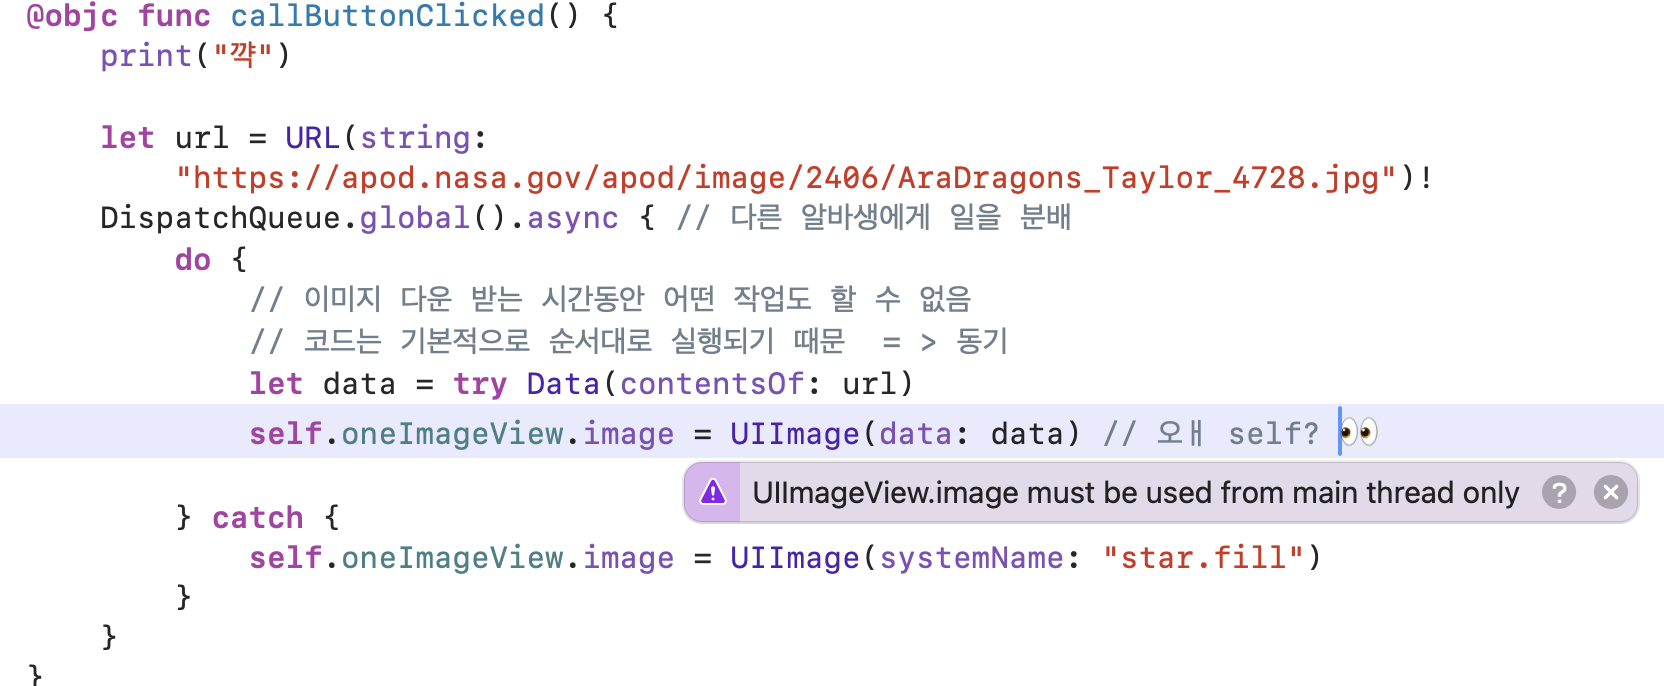 @objc func callButtonClicked() {
print("꺅")
let url = URL(string:
"https://apod.nasa.gov/apod/image/2406/AraDragons_Taylor_4728.jpg")!
DispatchQueue.global().async { // 다른 알바생에게 일을 분배
do {
// 이미지 다운 받는 시간동안 어떤 작업도 할 수 없음
// 코드는 기본적으로 순서대로 실행되기 때문  = > 동기
let data = try Data(contentsOf: url)
self.oneImageView.image = UIImage(data: data) // 오ㅐ self? 👀
UIImageView.image must be used from main thread only
} catch {
self.oneImageView.image = UIImage(systemName: "star.fill")
}
}
}